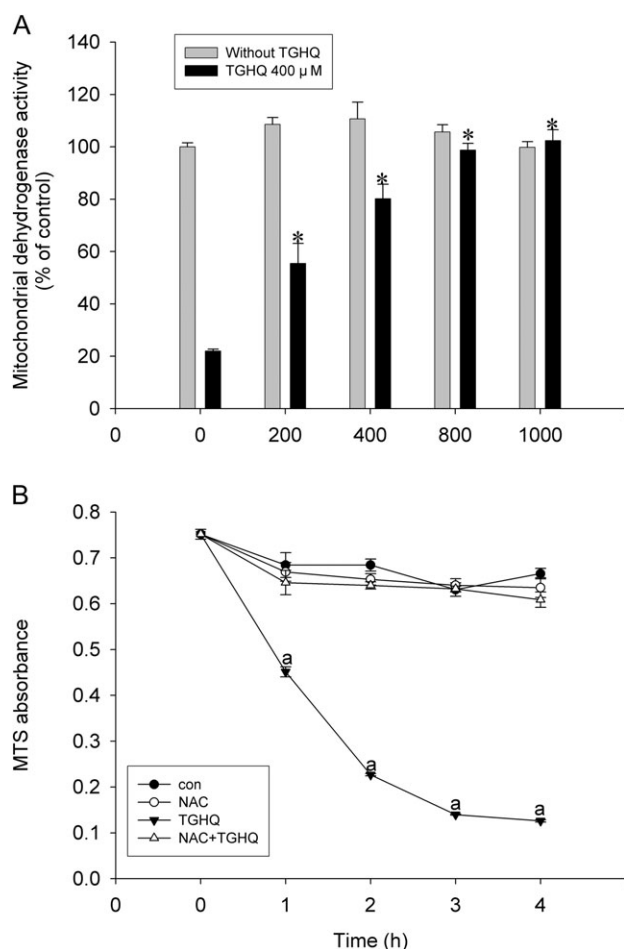 A
Without TGHQ
TGHQ 400 μ M
Mitochondrial dehydrogenase activity
(% of control)
140
120
100
80
60
40
20
0
* * * *
0 0 200 400 800 1000
B
MTS absorbance
0.8
0.7
0.6
0.5
0.4
0.3
0.2
0.1
0.0
a
a
a
a
con
NAC
TGHQ
NAC+TGHQ
0 0 1 2 3 4
Time (h)